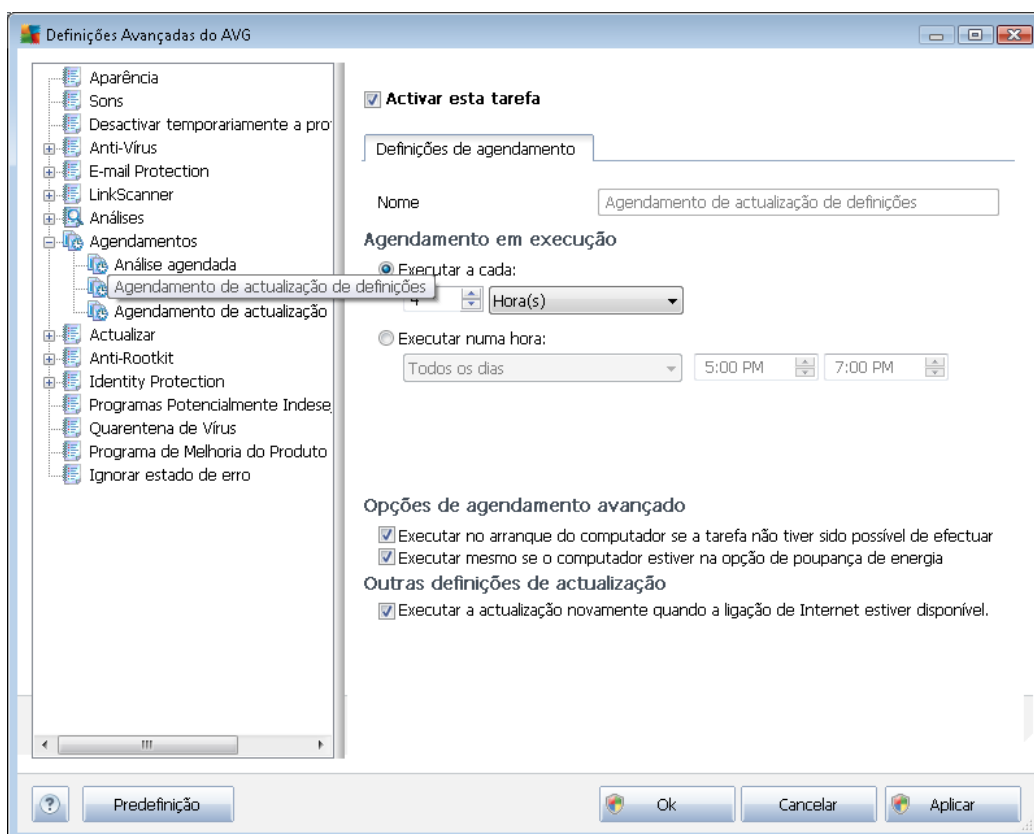 Definições Avançadas do AVG
Aparência
Sons
Desactivar temporariamente a pro
Anti-Vírus
E-mail Protection
LinkScanner
Análises
Agendamentos
Análise agendada
Agendamento de actualização de definições
Agendamento de actualização
Actualizar
Anti-Rootkit
Identity Protection
Programas Potencialmente Indese
Quarentena de Vírus
Programa de Melhoria do Produto
Ignorar estado de erro
Activar esta tarefa
Definições de agendamento
Nome Agendamento de actualização de definições
Agendamento em execução
Executar a cada:
4 Hora(s)
Executar numa hora:
Todos os dias 5:00 PM 7:00 PM
Opções de agendamento avançado
Executar no arranque do computador se a tarefa não tiver sido possível de efectuar
Executar mesmo se o computador estiver na opção de poupança de energia
Outras definições de actualização
Executar a actualização novamente quando a ligação de Internet estiver disponível.
? Predefinição Ok Cancelar Aplicar